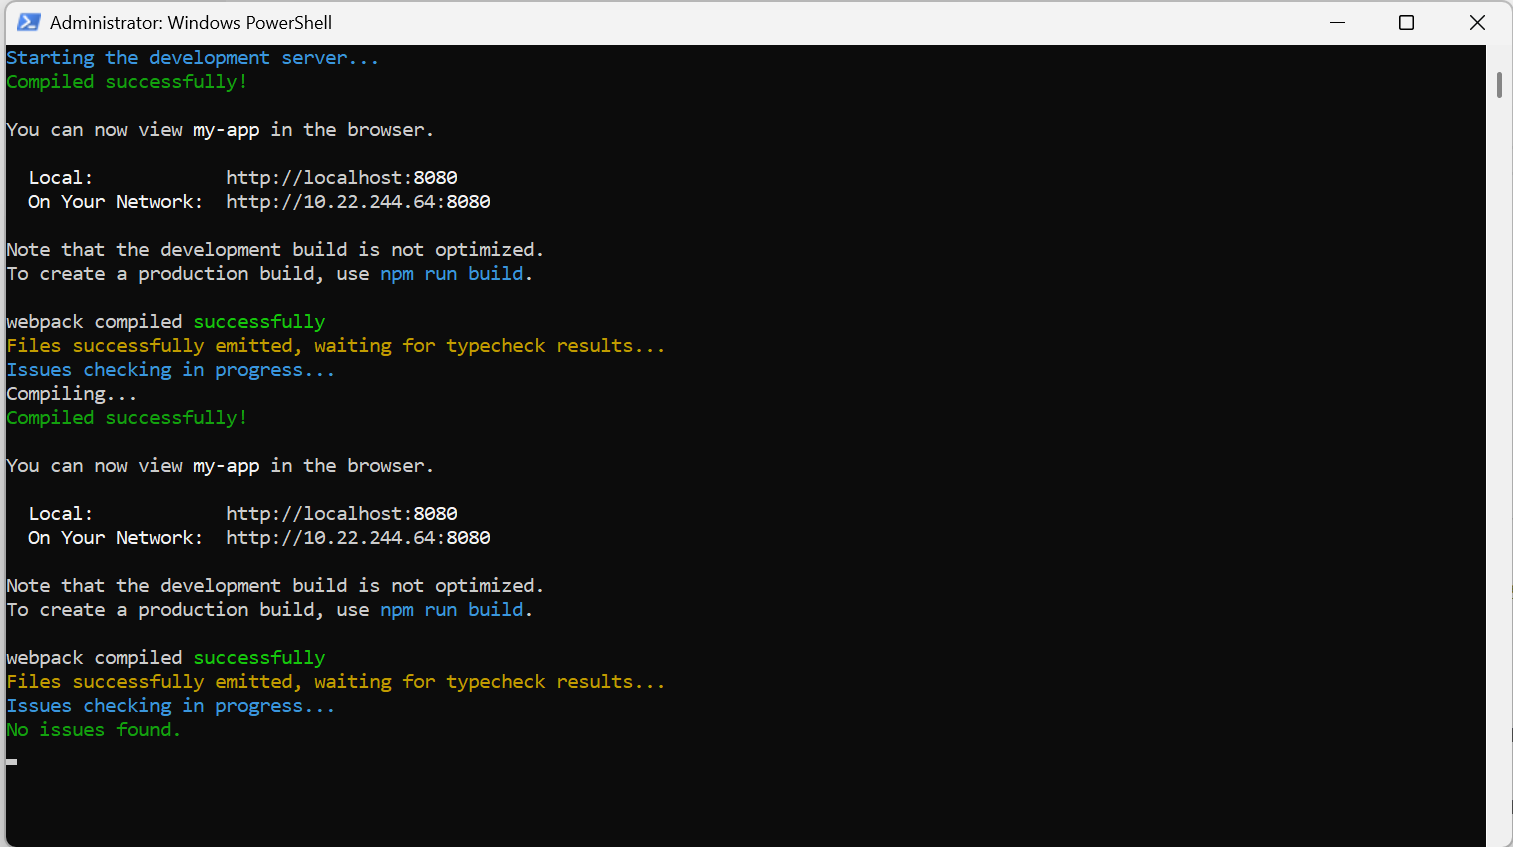 Administrator: Windows PowerShell
Starting the development server...
Compiled successfully!
You can now view my-app in the browser.
Local: http://localhost:8080
On Your Network: http://10.22.244.64:8080
Note that the development build is not optimized.
To create a production build, use npm run build.
webpack compiled successfully
Files successfully emitted, waiting for typecheck results...
Issues checking in progress...
Compiling...
Compiled successfully!
You can now view my-app in the browser.
Local: http://localhost:8080
On Your Network: http://10.22.244.64:8080
Note that the development build is not optimized.
To create a production build, use npm run build.
webpack compiled successfully
Files successfully emitted, waiting for typecheck results...
Issues checking in progress...
No issues found.